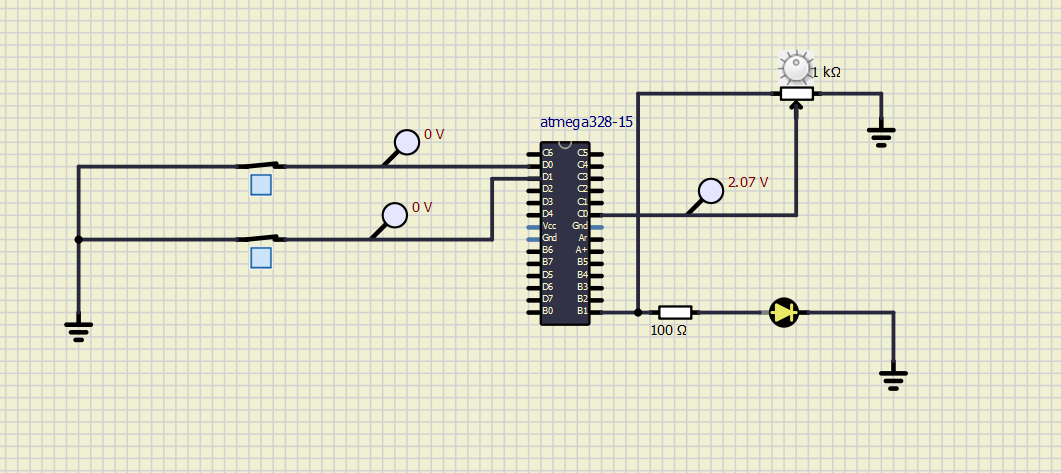 1 kΩ
atmega328-15
0 V
2.07 V
0 V
C6 C5
D0 C4
D1 C3
D2 C2
D3 C1
D4 C0
Vcc Gnd
Gnd Ar
B6 A+
B7 B5
D5 B4
D6 B3
D7 B2
B0 B1
100 Ω